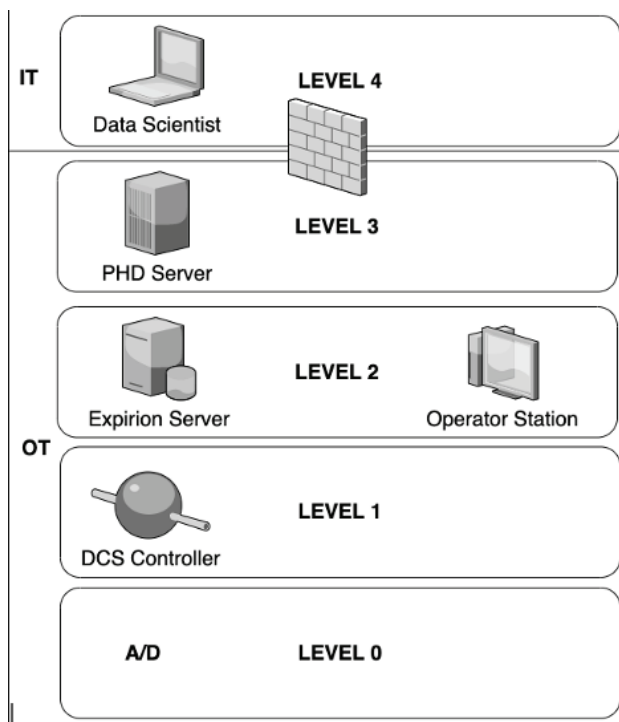 IT
LEVEL 4
Data Scientist
LEVEL 3
PHD Server
LEVEL 2
Expirion Server
Operator Station
OT
LEVEL 1
DCS Controller
A/D
LEVEL 0